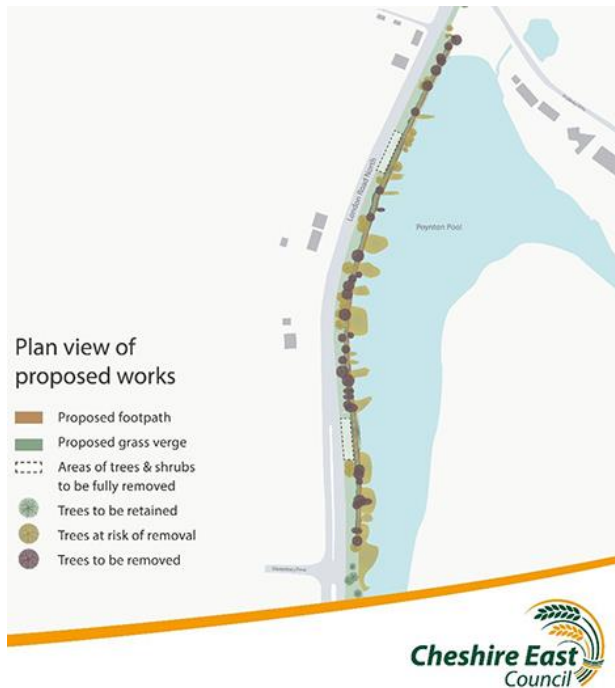 London Road North
Poynton Pool
Plan view of
proposed works
Proposed footpath
Proposed grass verge
Areas of trees & shrubs
to be fully removed
Trees to be retained
Trees at risk of removal
Trees to be removed
Cheshire East
Council